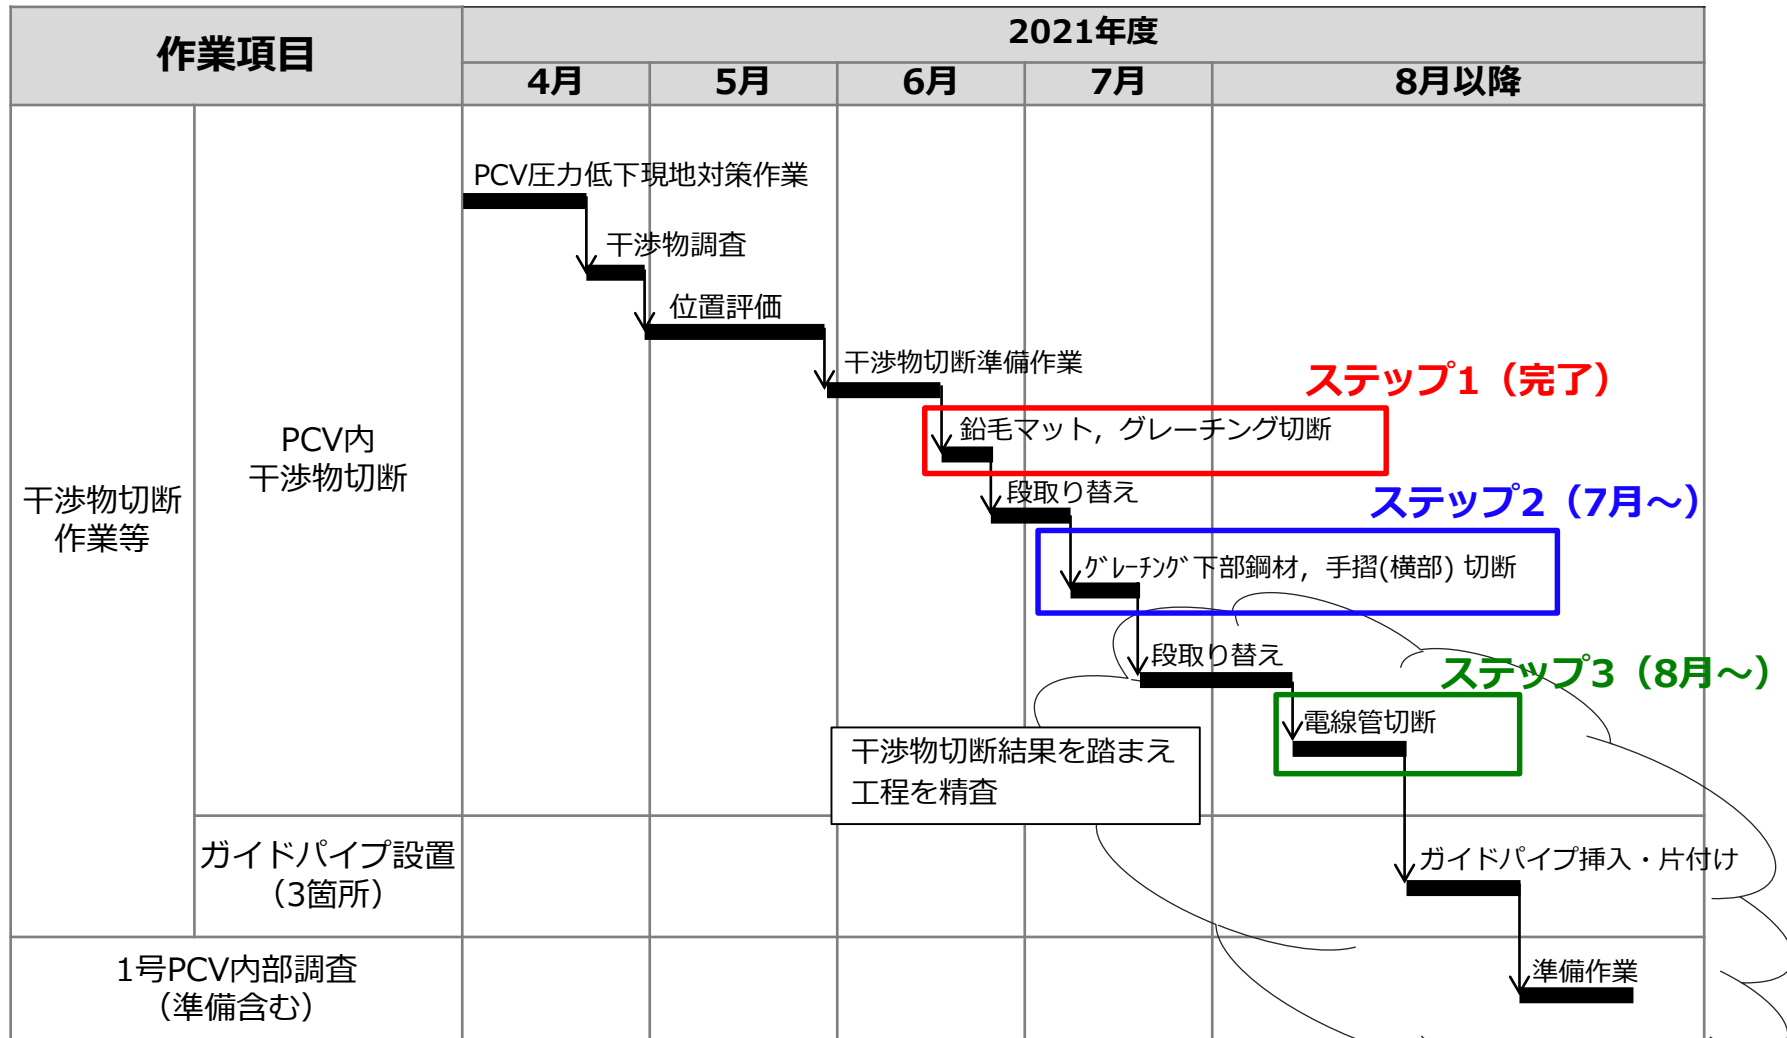 作業項目
2021年度
4月
5月
6月
7月
8月以降
干渉物切断
作業等
PCV内
干渉物切断
PCV圧力低下現地対策作業
干渉物調査
位置評価
干渉物切断準備作業
ステップ1（完了）
鉛毛マット，グレーチング切断
段取り替え
ステップ2（7月～）
ｸﾞﾚｰﾁﾝｸﾞ下部鋼材，手摺(横部) 切断
段取り替え
ステップ3（8月～）
電線管切断
干渉物切断結果を踏まえ
工程を精査
ガイドパイプ設置
（3箇所）
ガイドパイプ挿入・片付け
1号PCV内部調査
（準備含む）
準備作業